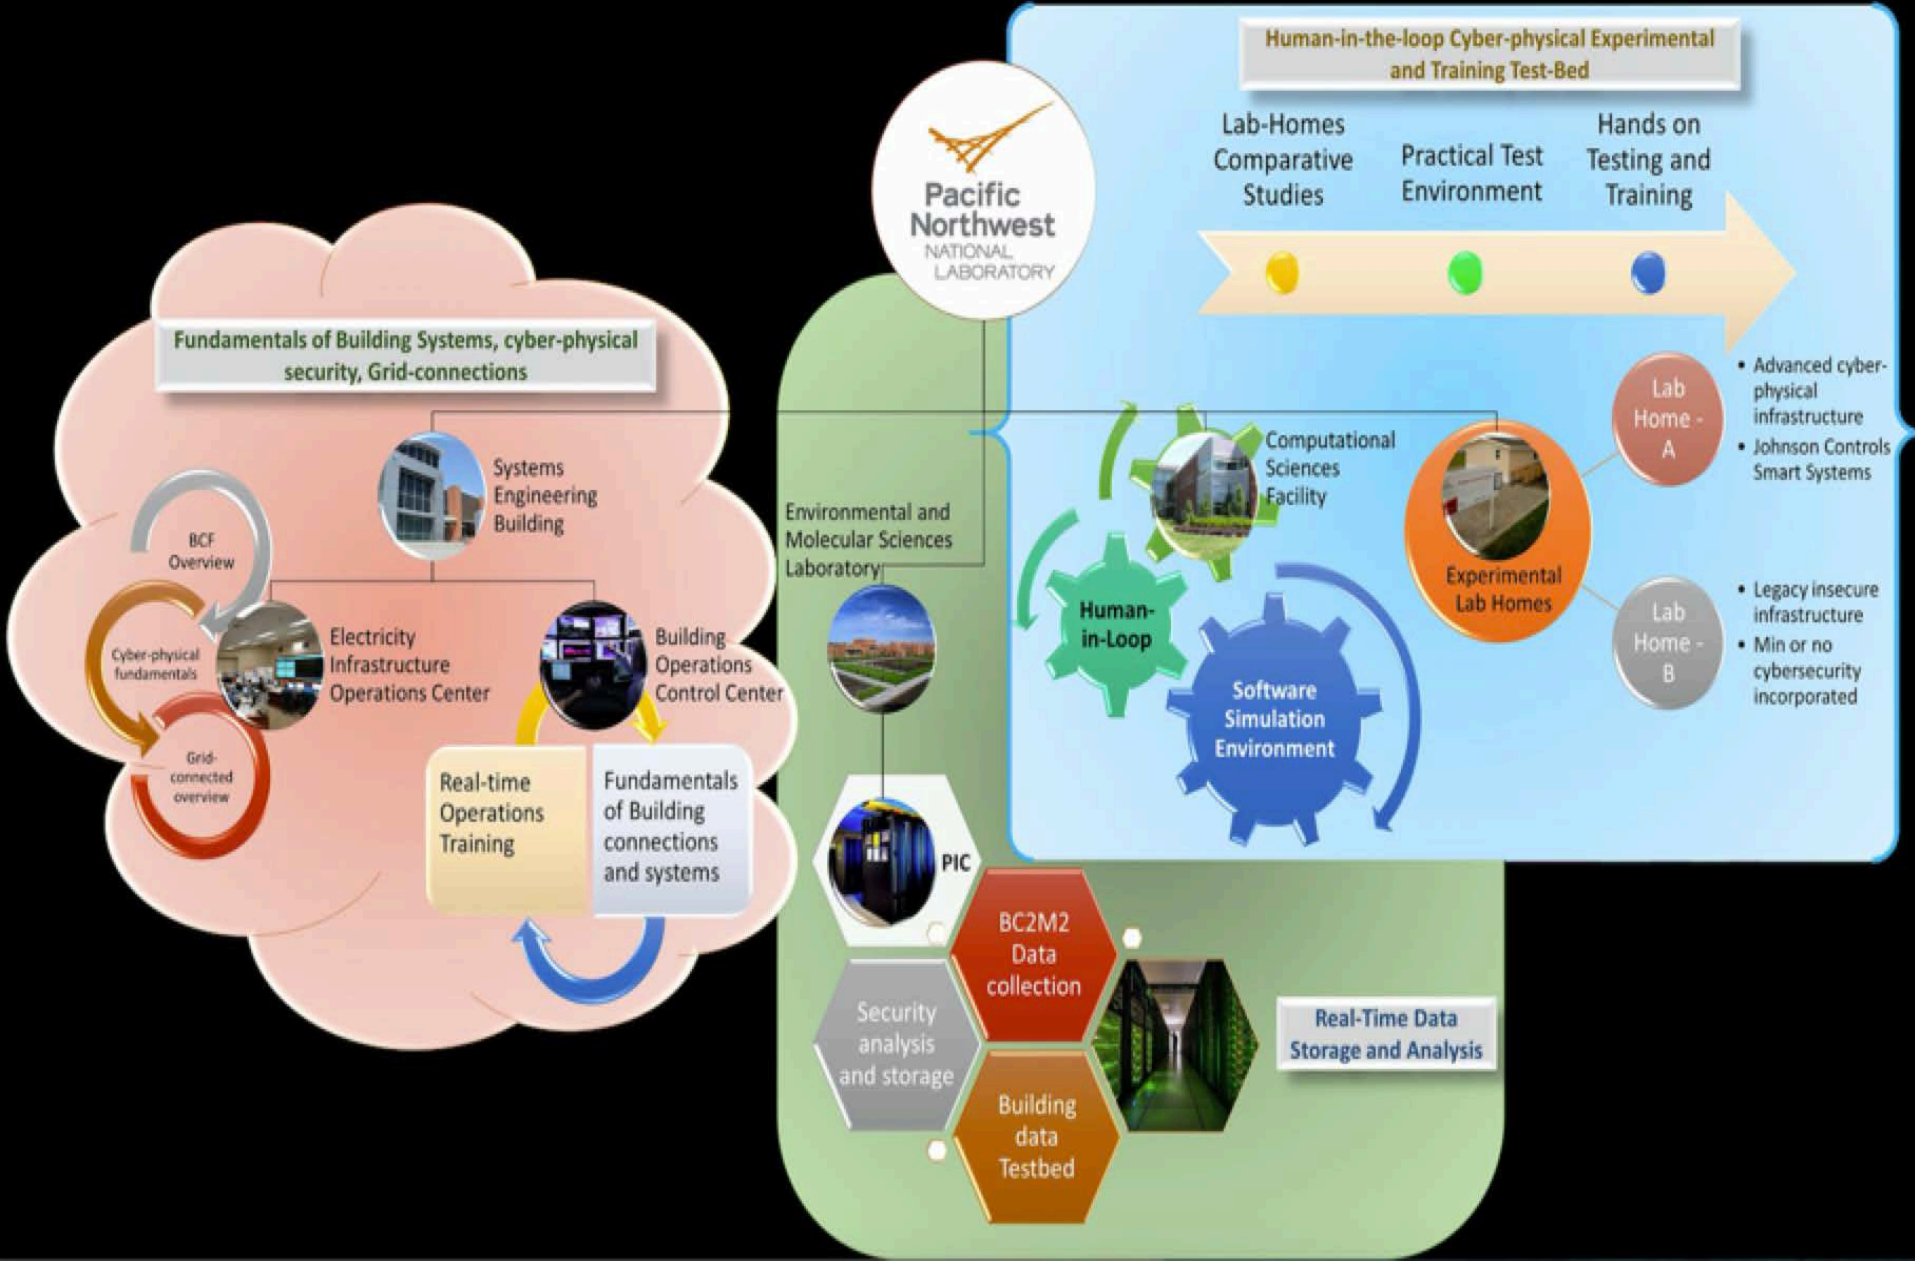 Human-in-the-loop Cyber-physical Experimental
and Training Test-Bed
Lab-Homes
Comparative
Studies
Practical Test
Environment
Hands on
Testing and
Training
Pacific
Northwest
NATIONAL
LABORATORY
Fundamentals of Building Systems, cyber-physical
security, Grid-connections
Systems
Engineering
Building
BCF
Overview
Cyber-physical
fundamentals
Grid-
connected
overview
Electricity
Infrastructure
Operations Center
Building
Operations
Control Center
Real-time
Operations
Training
Fundamentals
of Building
connections
and systems
Environmental and
Molecular Sciences
Laboratory
PIC
BC2M2
Data
collection
Security
analysis
and storage
Building
data
Testbed
Real-Time Data
Storage and Analysis
Computational
Sciences
Facility
Human-
in-Loop
Software
Simulation
Environment
Experimental
Lab Homes
Lab
Home -
A
• Advanced cyber-
physical
infrastructure
• Johnson Controls
Smart Systems
Lab
Home -
B
• Legacy insecure
infrastructure
• Min or no
cybersecurity
incorporated